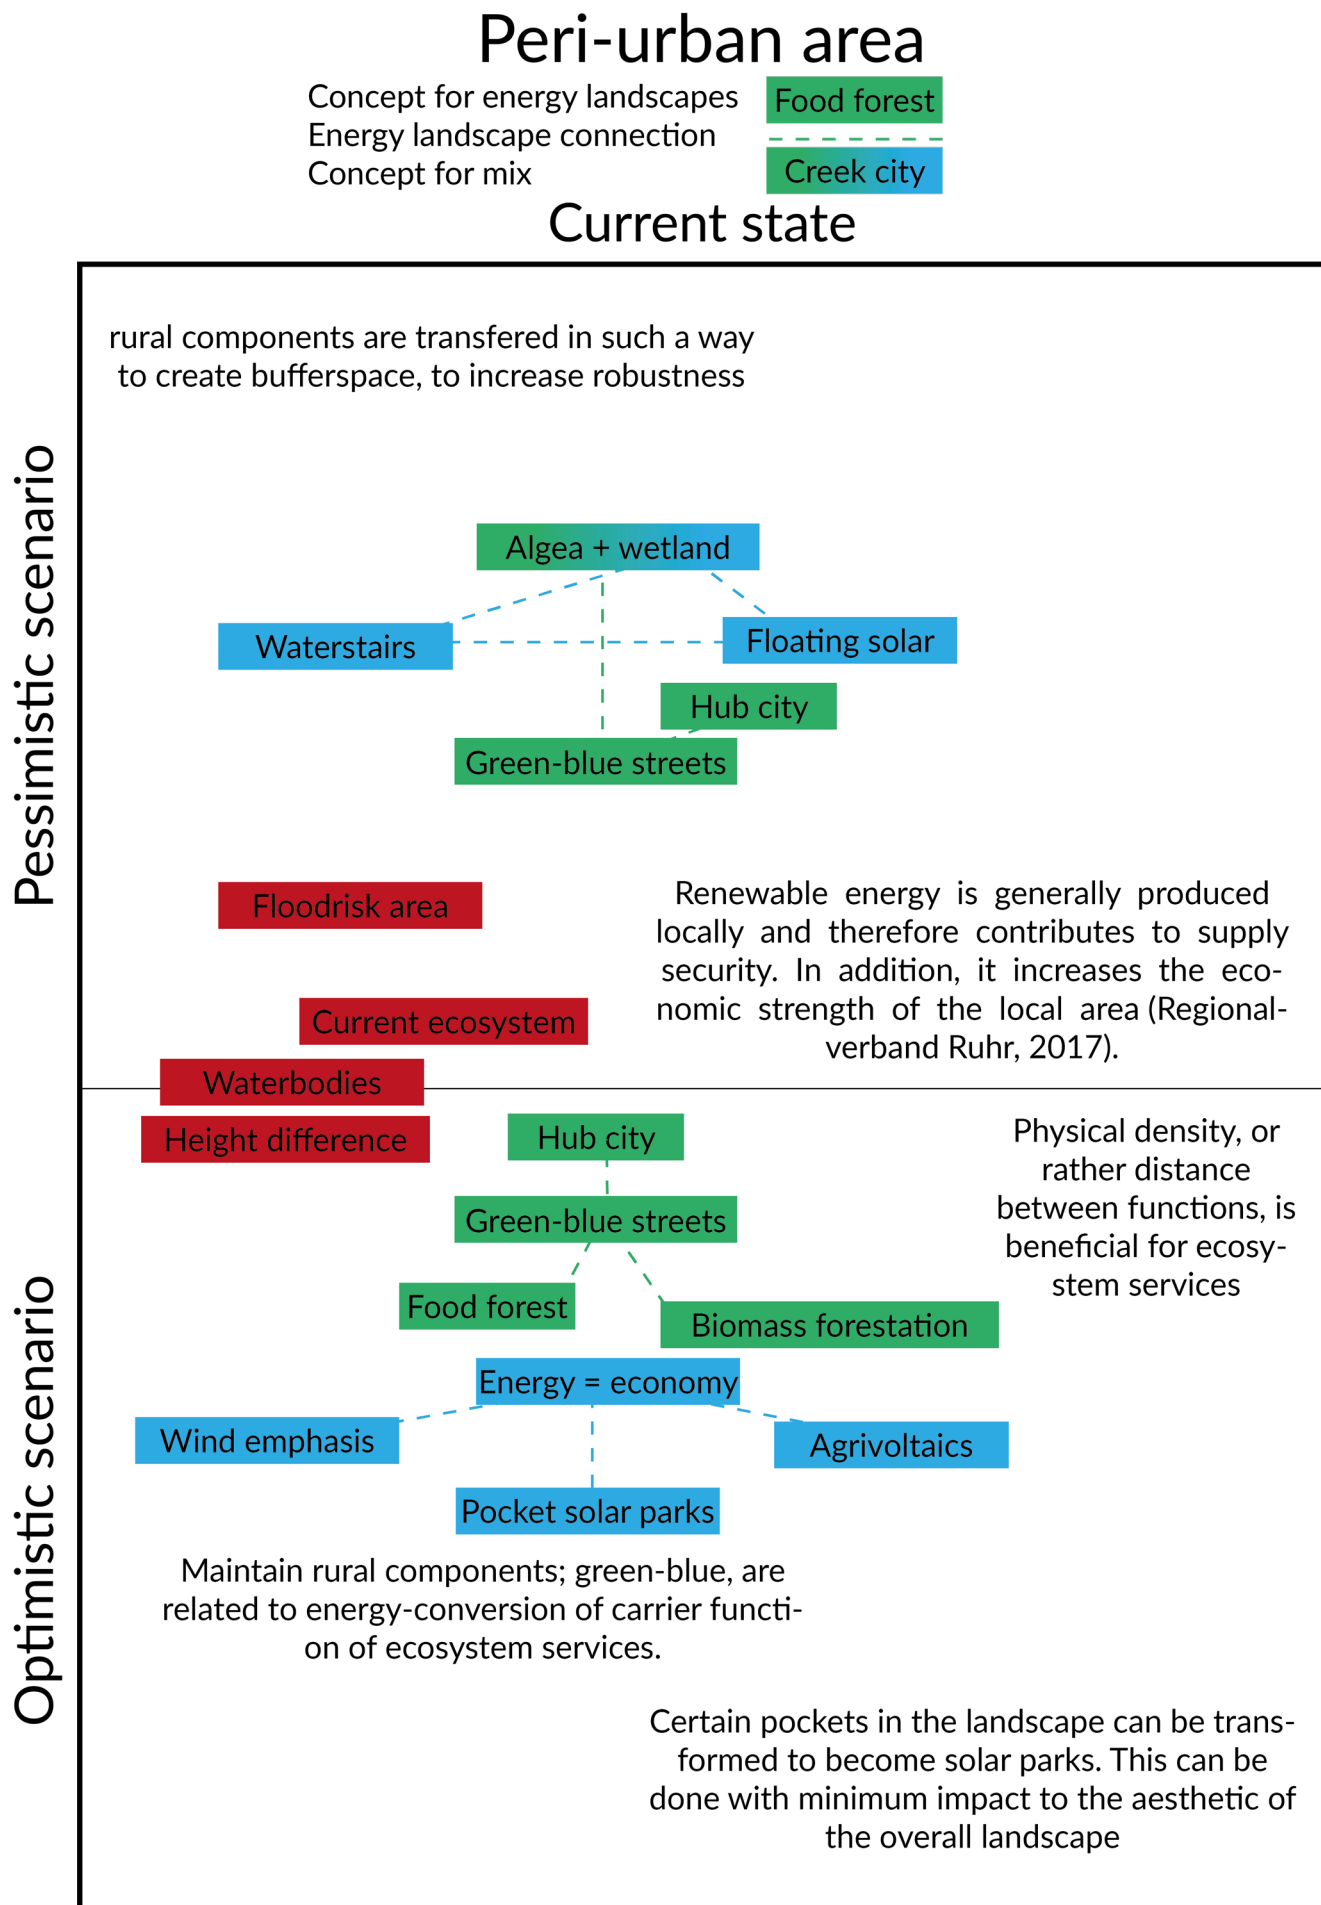 Peri-urban area
Concept for energy landscapes
Food forest
Energy landscape connection
Concept for mix
Creek city
Current state
Pessimistic scenario
rural components are transfered in such a way
to create bufferspace, to increase robustness
Algea + wetland
Waterstairs
Floating solar
Hub city
Green-blue streets
Floodrisk area
Renewable energy is generally produced
locally and therefore contributes to supply
security. In addition, it increases the eco-
nomic strength of the local area (Regional-
verband Ruhr, 2017).
Current ecosystem
Waterbodies
Height difference
Optimistic scenario
Hub city
Physical density, or
rather distance
between functions, is
beneficial for ecosy-
stem services
Green-blue streets
Food forest
Biomass forestation
Energy = economy
Wind emphasis
Agrivoltaics
Pocket solar parks
Maintain rural components; green-blue, are
related to energy-conversion of carrier functi-
on of ecosystem services.
Certain pockets in the landscape can be trans-
formed to become solar parks. This can be
done with minimum impact to the aesthetic of
the overall landscape